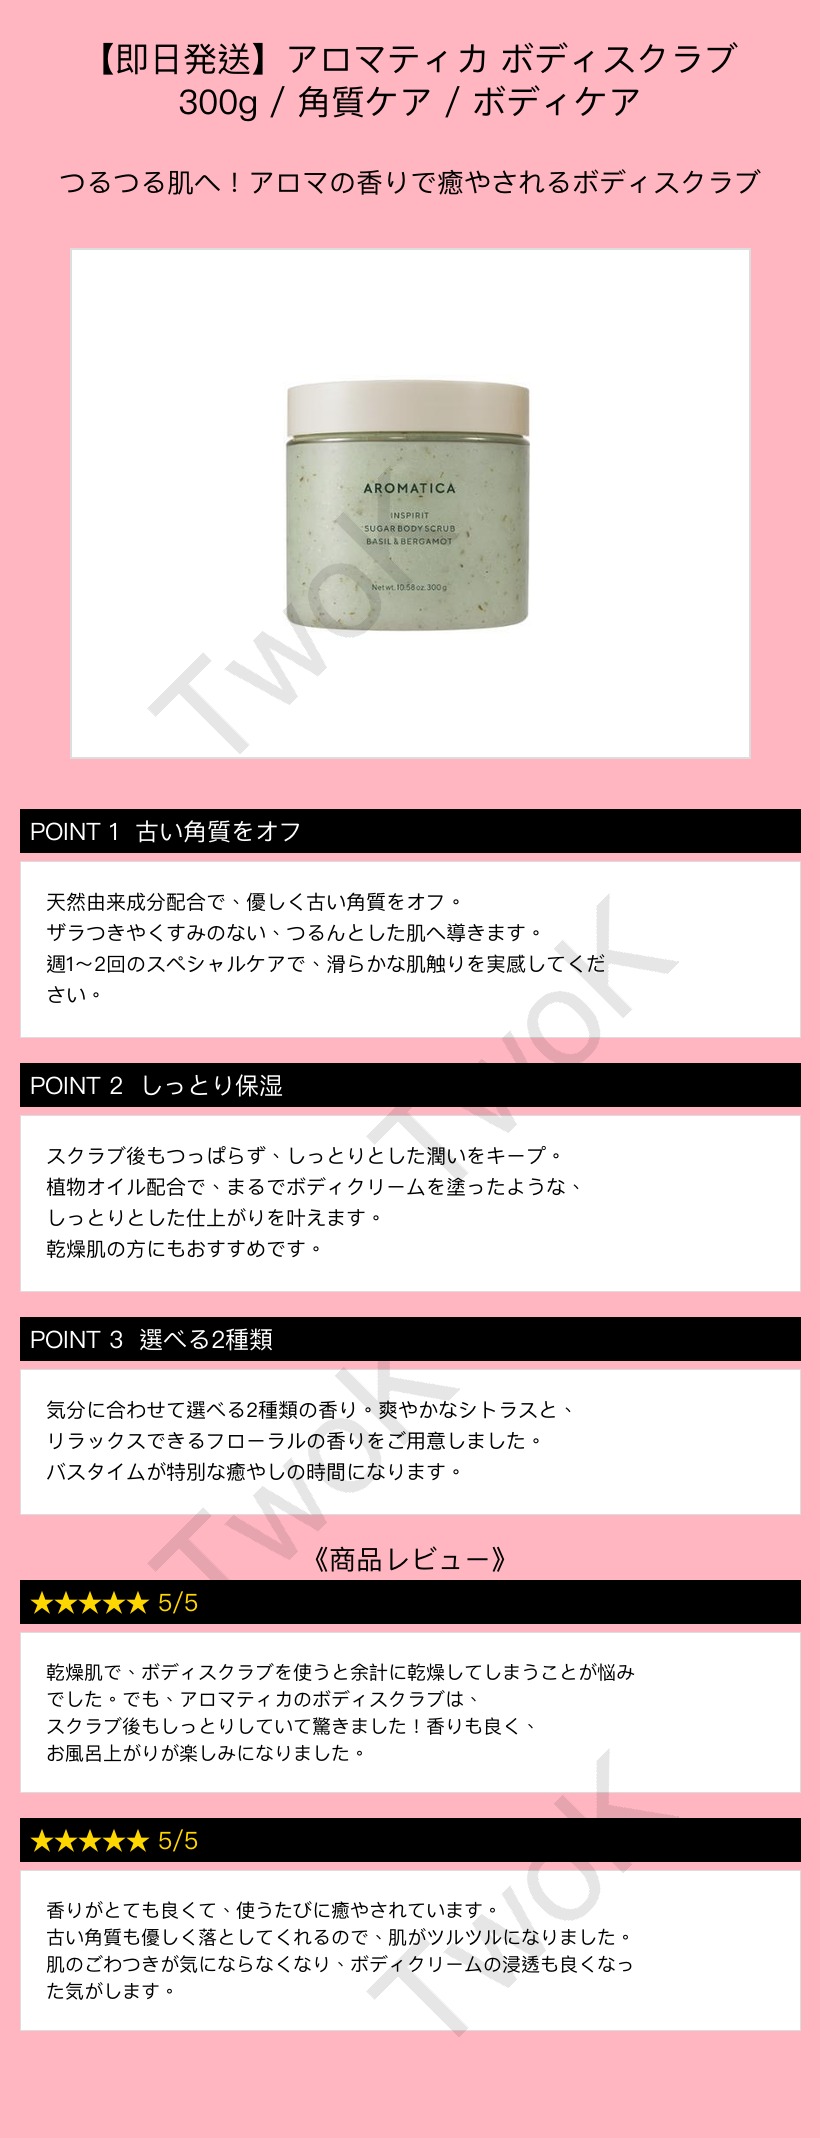 【即日発送】アロマティカ ボディスクラブ
300g / 角質ケア / ボディケア
つるつる肌へ！アロマの香りで癒やされるボディスクラブ
AROMATICA
INSPIRIT
SUGAR BODY SCRUB
BASIL & BERGAMOT
Net wt. 10.58 oz. 300 g
TwoK
POINT 1 古い角質をオフ
天然由来成分配合で、優しく古い角質をオフ。
ザラつきやくすみのない、つるんとした肌へ導きます。
週1～2回のスペシャルケアで、滑らかな肌触りを実感してくだ
さい。
TwoK
POINT 2 しっとり保湿
スクラブ後もつっぱらず、しっとりとした潤いをキープ。
植物オイル配合で、まるでボディクリームを塗ったような、
しっとりとした仕上がりを叶えます。
乾燥肌の方にもおすすめです。
POINT 3 選べる2種類
気分に合わせて選べる2種類の香り。爽やかなシトラスと、
リラックスできるフローラルの香りをご用意しました。
バスタイムが特別な癒やしの時間になります。
TwoK
《商品レビュー》
★★★★★ 5/5
乾燥肌で、ボディスクラブを使うと余計に乾燥してしまうことが悩み
でした。でも、アロマティカのボディスクラブは、
スクラブ後もしっとりしていて驚きました！香りも良く、
お風呂上がりが楽しみになりました。
★★★★★ 5/5
香りがとても良くて、使うたびに癒やされています。
古い角質も優しく落としてくれるので、肌がツルツルになりました。
肌のごわつきが気にならなくなり、ボディクリームの浸透も良くなっ
た気がします。
TwoK